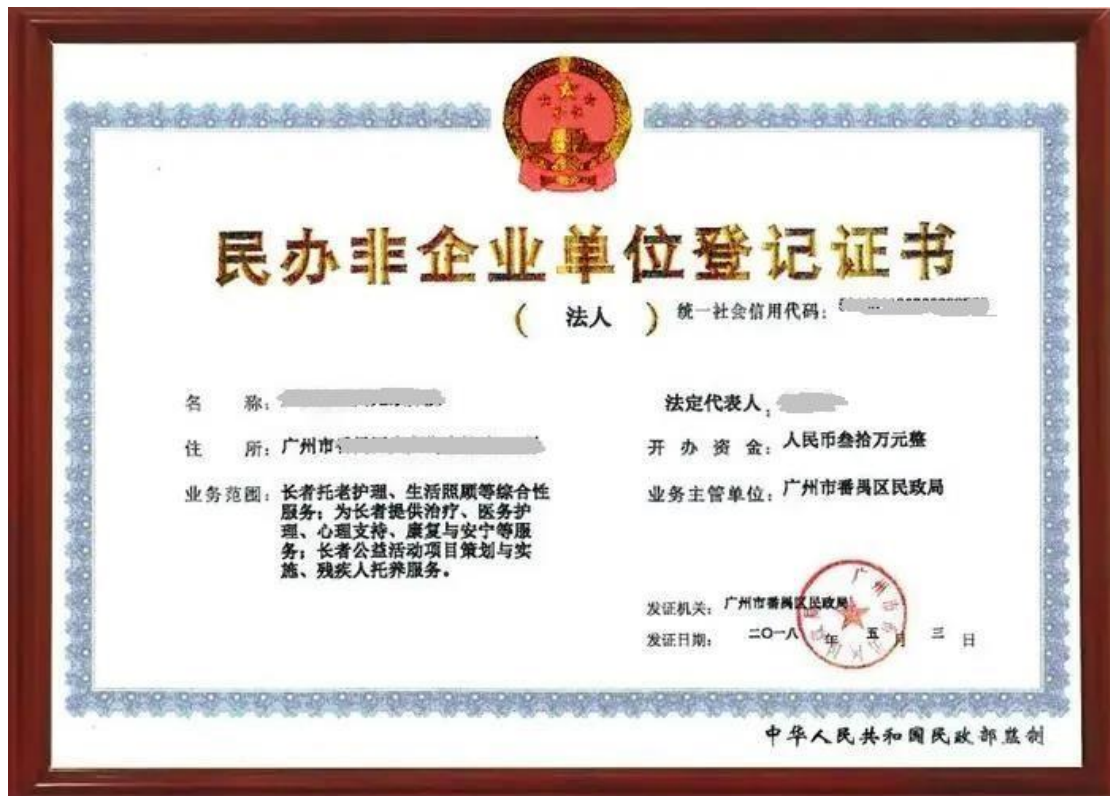 民办非企业单位登记证书
（ 法人 ） 统一社会信用代码：
名 称：
法定代表人：
住 所：广州市
开 办 资 金：人民币叁拾万元整
业务范围：长者托老护理、生活照顾等综合性
服务；为长者提供治疗、医务护
理、心理支持、康复与安宁等服
务；长者公益活动项目策划与实
施、残疾人托养服务。
业务主管单位：广州市番禺区民政局
发证机关：广州市番禺区民政局
发证日期：二〇一八 年 五 月 三 日
中华人民共和国民政部监制